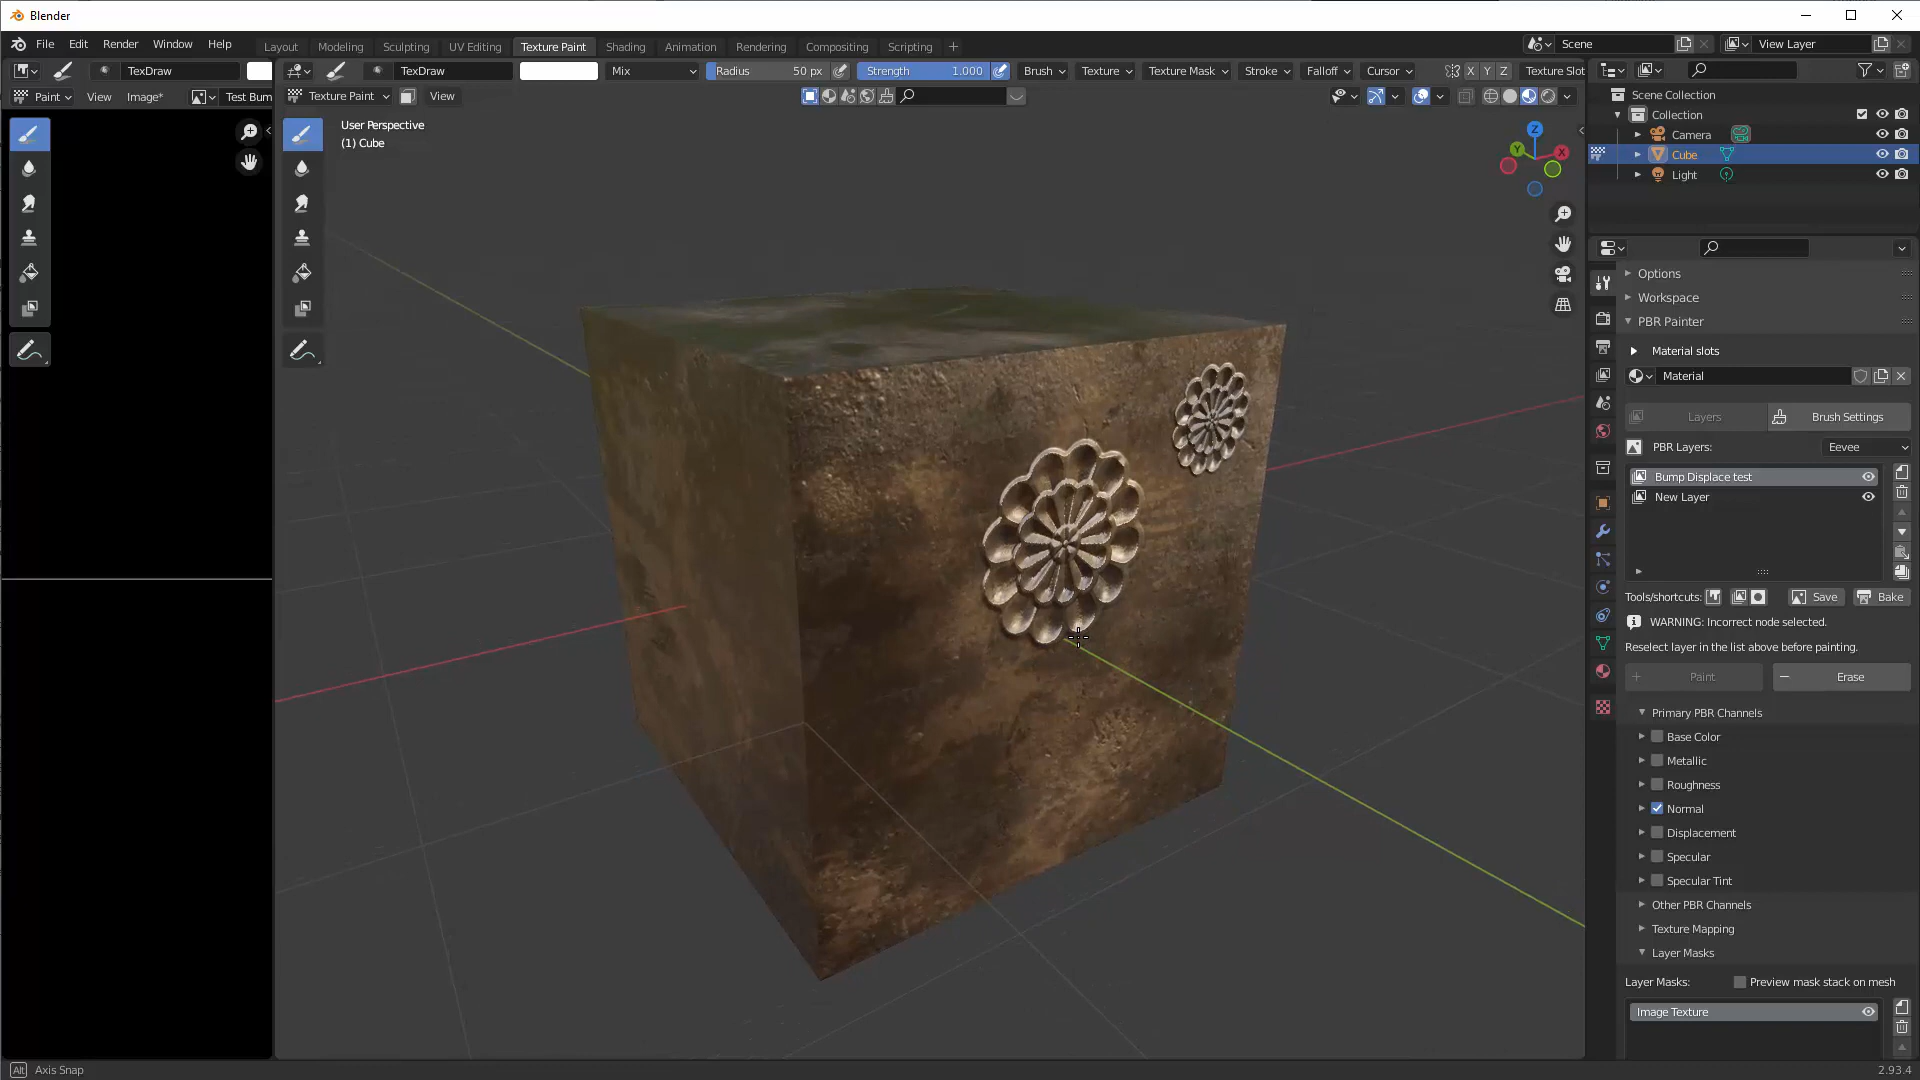 Blender
File Edit Render Window Help Layout Modeling Sculpting UV Editing Texture Paint Shading Animation Rendering Compositing Scripting + Scene View Layer
TexDraw TexDraw Mix Radius 50 px Strength 1.000 Brush Texture Texture Mask Stroke Falloff Cursor X Y Z Texture Slot
Paint View Image* Test Bum Texture Paint View
Scene Collection
Collection
Camera
Cube
Light
User Perspective
(1) Cube
Z
Y
X
Options
Workspace
PBR Painter
Material slots
Material
Layers Brush Settings
PBR Layers: Eevee
Bump Displace test
New Layer
Tools/shortcuts: Save Bake
WARNING: Incorrect node selected.
Reselect layer in the list above before painting.
Paint Erase
Primary PBR Channels
Base Color
Metallic
Roughness
Normal
Displacement
Specular
Specular Tint
Other PBR Channels
Texture Mapping
Layer Masks
Layer Masks: Preview mask stack on mesh
Image Texture
Alt Axis Snap
2.93.4